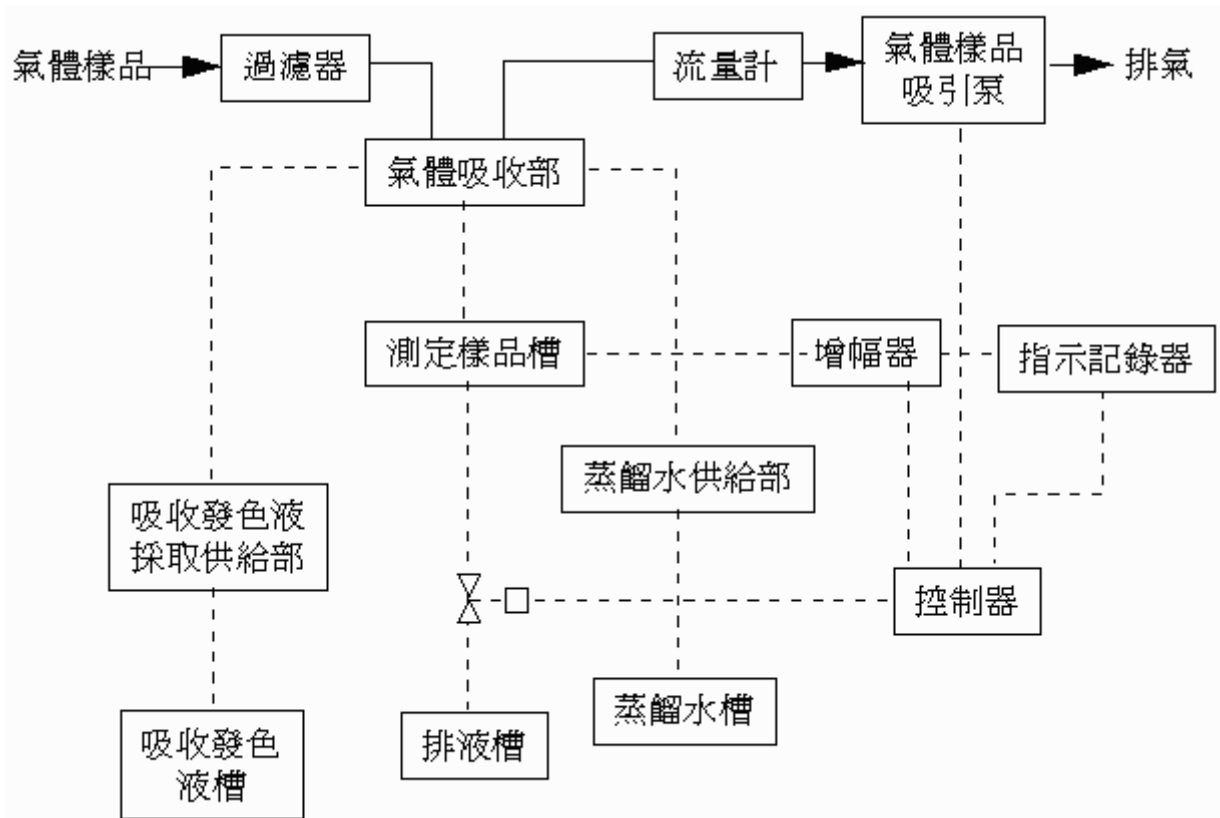 氣體樣品
過濾器
流量計
氣體樣品
吸引泵
排氣
氣體吸收部
測定樣品槽
增幅器
指示記錄器
蒸餾水供給部
吸收發色液
採取供給部
控制器
蒸餾水槽
排液槽
吸收發色
液槽